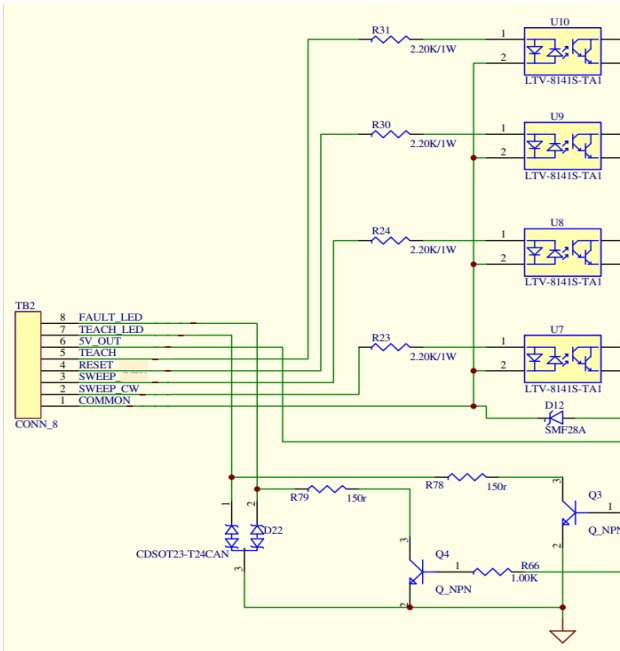 U10
R31
1
2.20K/1W
2
LTV-8141S-TA1
U9
R30
1
2.20K/1W
2
LTV-8141S-TA1
U8
R24
1
2.20K/1W
2
LTV-8141S-TA1
TB2
8 FAULT_LED
7 TEACH_LED
6 5V_OUT
5 TEACH
4 RESET
3 SWEEP_
2 SWEEP_CW
1 COMMON
CONN_8
U7
R23
1
2.20K/1W
2
LTV-8141S-TA1
D12
SMF28A
R79
150r
R78
150r
3
Q3
1
Q_NPN
2
1
2
D22
CDSOT23-T24CAN
3
3
Q4
1
R66
1.00K
Q_NPN
2